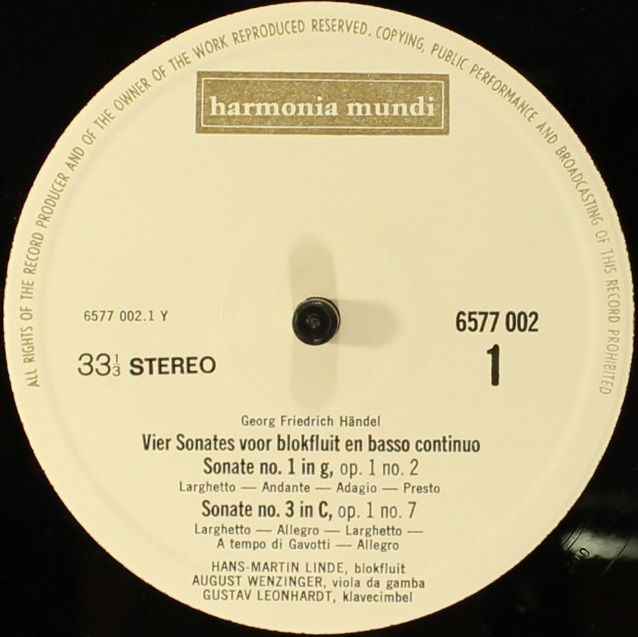 ALL RIGHTS OF THE RECORD PRODUCER AND OF THE OWNER OF THE WORK REPRODUCED RESERVED. COPYING, PUBLIC PERFORMANCE AND BROADCASTING OF THIS RECORD PROHIBITED
harmonia mundi
6577 002.1 Y
6577 002
33⅓ STEREO
1
Georg Friedrich Händel
Vier Sonates voor blokfluit en basso continuo
Sonate no. 1 in g, op. 1 no. 2
Larghetto — Andante — Adagio — Presto
Sonate no. 3 in C, op. 1 no. 7
Larghetto — Allegro — Larghetto —
A tempo di Gavotti — Allegro
HANS-MARTIN LINDE, blokfluit
AUGUST WENZINGER, viola da gamba
GUSTAV LEONHARDT, klavecimbel